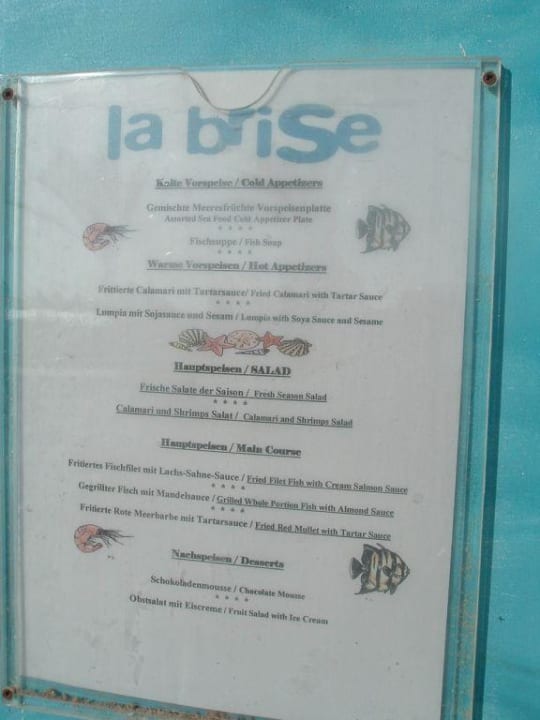 la briSe
Kalte Vorspeise / Cold Appetizers
Gemischte Meeresfrüchte Vorspeisenplatte
Assorted Sea Food Cold Appetizer Plate
* * * *
Fischsuppe / Fish Soup
* * * *
Warme Vorspeisen / Hot Appetizers
Frittierte Calamari mit Tartarsauce/ Fried Calamari with Tartar Sauce
* * * *
Lumpia mit Sojasauce und Sesam / Lumpia with Soya Sauce and Sesame
Hauptspeisen / SALAD
Frische Salate der Saison / Fresh Season Salad
* * * *
Calamari und Shrimps Salat / Calamari and Shrimps Salad
Hauptspeisen / Main Course
Frittiertes Fischfilet mit Lachs-Sahne-Sauce / Fried Filet Fish with Cream Salmon Sauce
* * * *
Gegrillter Fisch mit Mandelsauce / Grilled Whole Portion Fish with Almond Sauce
* * * *
Frittierte Rote Meerbarbe mit Tartarsauce / Fried Red Mullet with Tartar Sauce
Nachspeisen / Desserts
Schokoladenmousse / Chocolate Mousse
* * * *
Obstsalat mit Eiscreme / Fruit Salad with Ice Cream